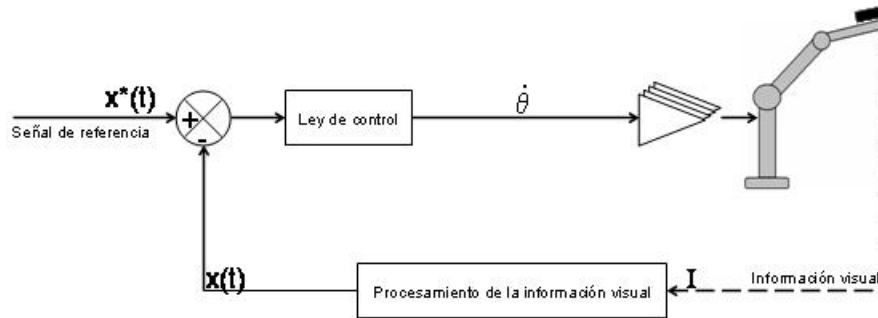 x*(t)
Señal de referencia
+
-
Ley de control
θ̇
x(t)
Procesamiento de la información visual
I
Información visual